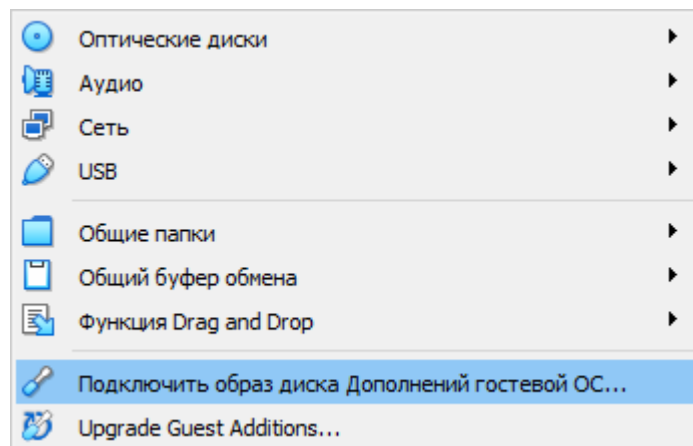 Оптические диски
Аудио
Сеть
USB
Общие папки
Общий буфер обмена
Функция Drag and Drop
Подключить образ диска Дополнений гостевой ОС...
Upgrade Guest Additions...